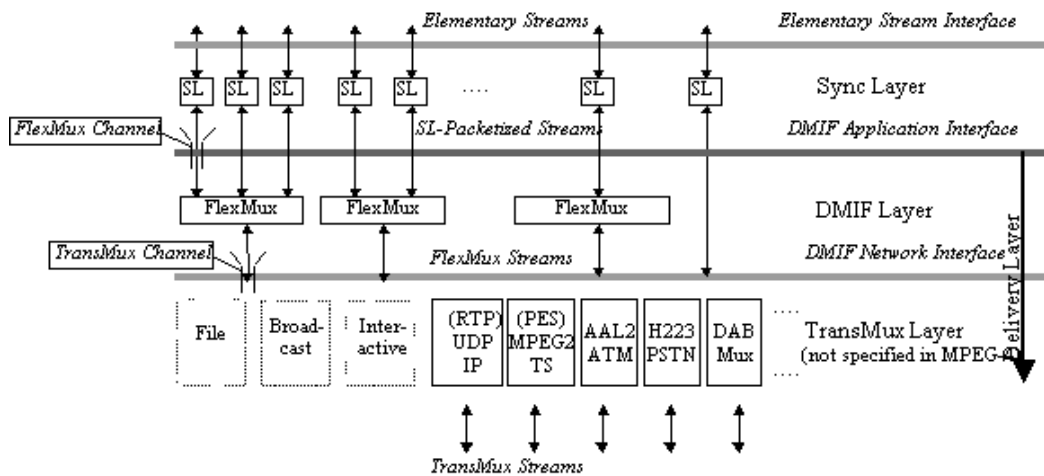 Elementary Streams
Elementary Stream Interface
SL SL SL SL SL .... SL SL
Sync Layer
FlexMux Channel
SL-Packetized Streams
DMIF Application Interface
FlexMux FlexMux FlexMux
DMIF Layer
TransMux Channel
FlexMux Streams
DMIF Network Interface
Delivery Layer
File
Broad-
cast
Inter-
active
(RTP)
UDP
IP
(PES)
MPEG2
TS
AAL2
ATM
H223
PSTN
DAB
Mux
....
....
TransMux Layer
(not specified in MPEG-
TransMux Streams